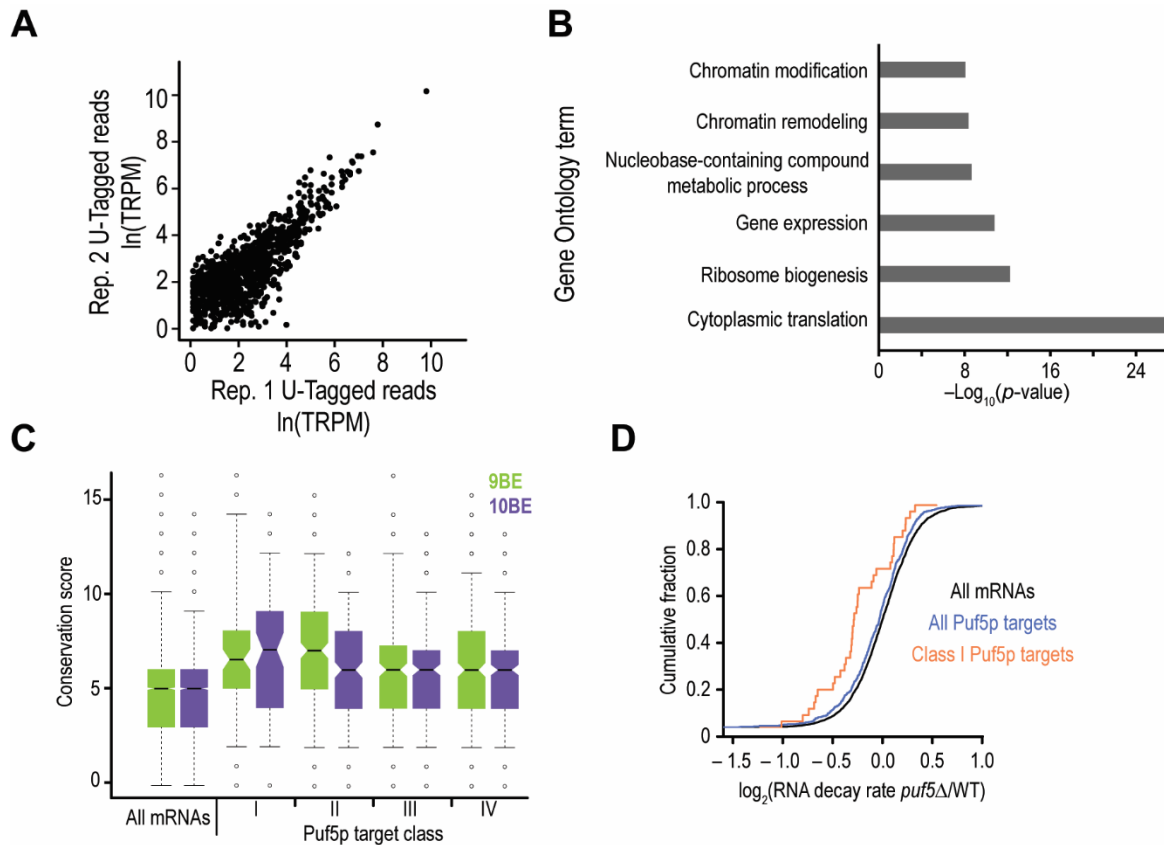 A
Rep. 2 U-Tagged reads
ln(TRPM)
10
8
6
4
2
0
0 2 4 6 8 10
Rep. 1 U-Tagged reads
ln(TRPM)
B
Gene Ontology term
Chromatin modification
Chromatin remodeling
Nucleobase-containing compound
metabolic process
Gene expression
Ribosome biogenesis
Cytoplasmic translation
0 8 16 24
–Log10(p-value)
C
9BE
10BE
Conservation score
15
10
5
0
All mRNAs I II III IV
Puf5p target class
D
Cumulative fraction
1.0
0.8
0.6
0.4
0.2
0
All mRNAs
All Puf5p targets
Class I Puf5p targets
– 1.5 – 1.0 – 0.5 0.0 0.5 1.0
log2(RNA decay rate puf5Δ/WT)